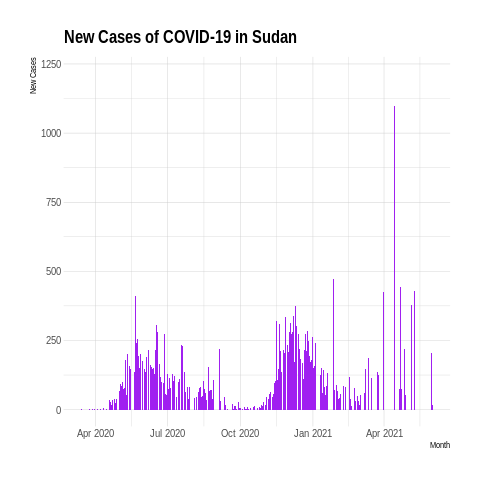 New Cases of COVID-19 in Sudan
New Cases
1250
1000
750
500
250
0
Apr 2020
Jul 2020
Oct 2020
Jan 2021
Apr 2021
Month